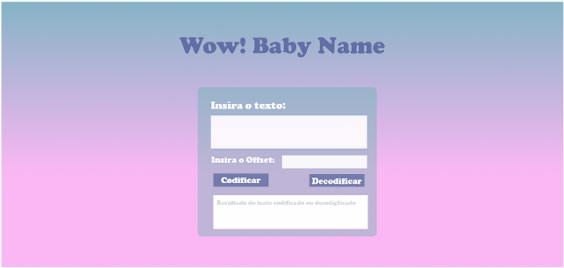 Wow! Baby Name
Insira o texto:
Insira o Offset:
Codificar
Decodificar
Resultado do texto codificado ou decodificado